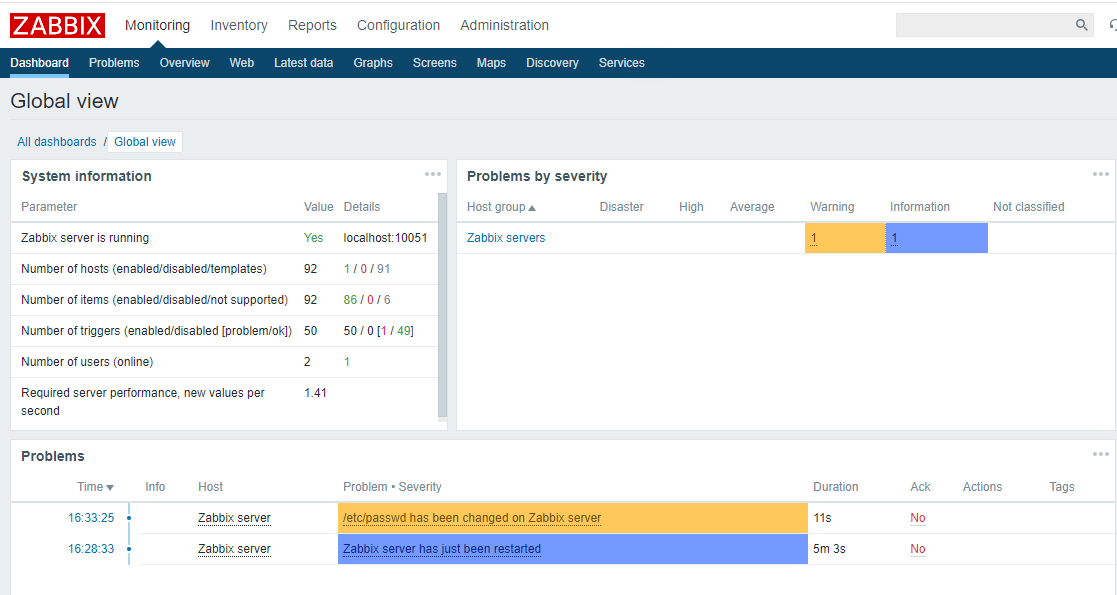 ZABBIX Monitoring Inventory Reports Configuration Administration
Dashboard Problems Overview Web Latest data Graphs Screens Maps Discovery Services
Global view
All dashboards / Global view
System information
Parameter Value Details
Zabbix server is running Yes localhost:10051
Number of hosts (enabled/disabled/templates) 92 1 / 0 / 91
Number of items (enabled/disabled/not supported) 92 86 / 0 / 6
Number of triggers (enabled/disabled [problem/ok]) 50 50 / 0 [1 / 49]
Number of users (online) 2 1
Required server performance, new values per
second 1.41
Problems by severity
Host group Disaster High Average Warning Information Not classified
Zabbix servers 1 1
Problems
Time Info Host Problem • Severity Duration Ack Actions Tags
16:33:25 Zabbix server /etc/passwd has been changed on Zabbix server 11s No
16:28:33 Zabbix server Zabbix server has just been restarted 5m 3s No